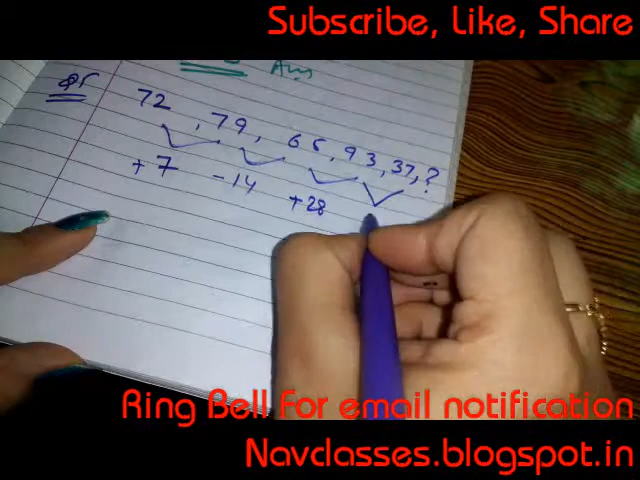 Subscribe, Like, Share
Ans
Q5
72, 79, 65, 93, 37, ?
+7 -14 +28
Ring Bell For email notification
Navclasses.blogspot.in